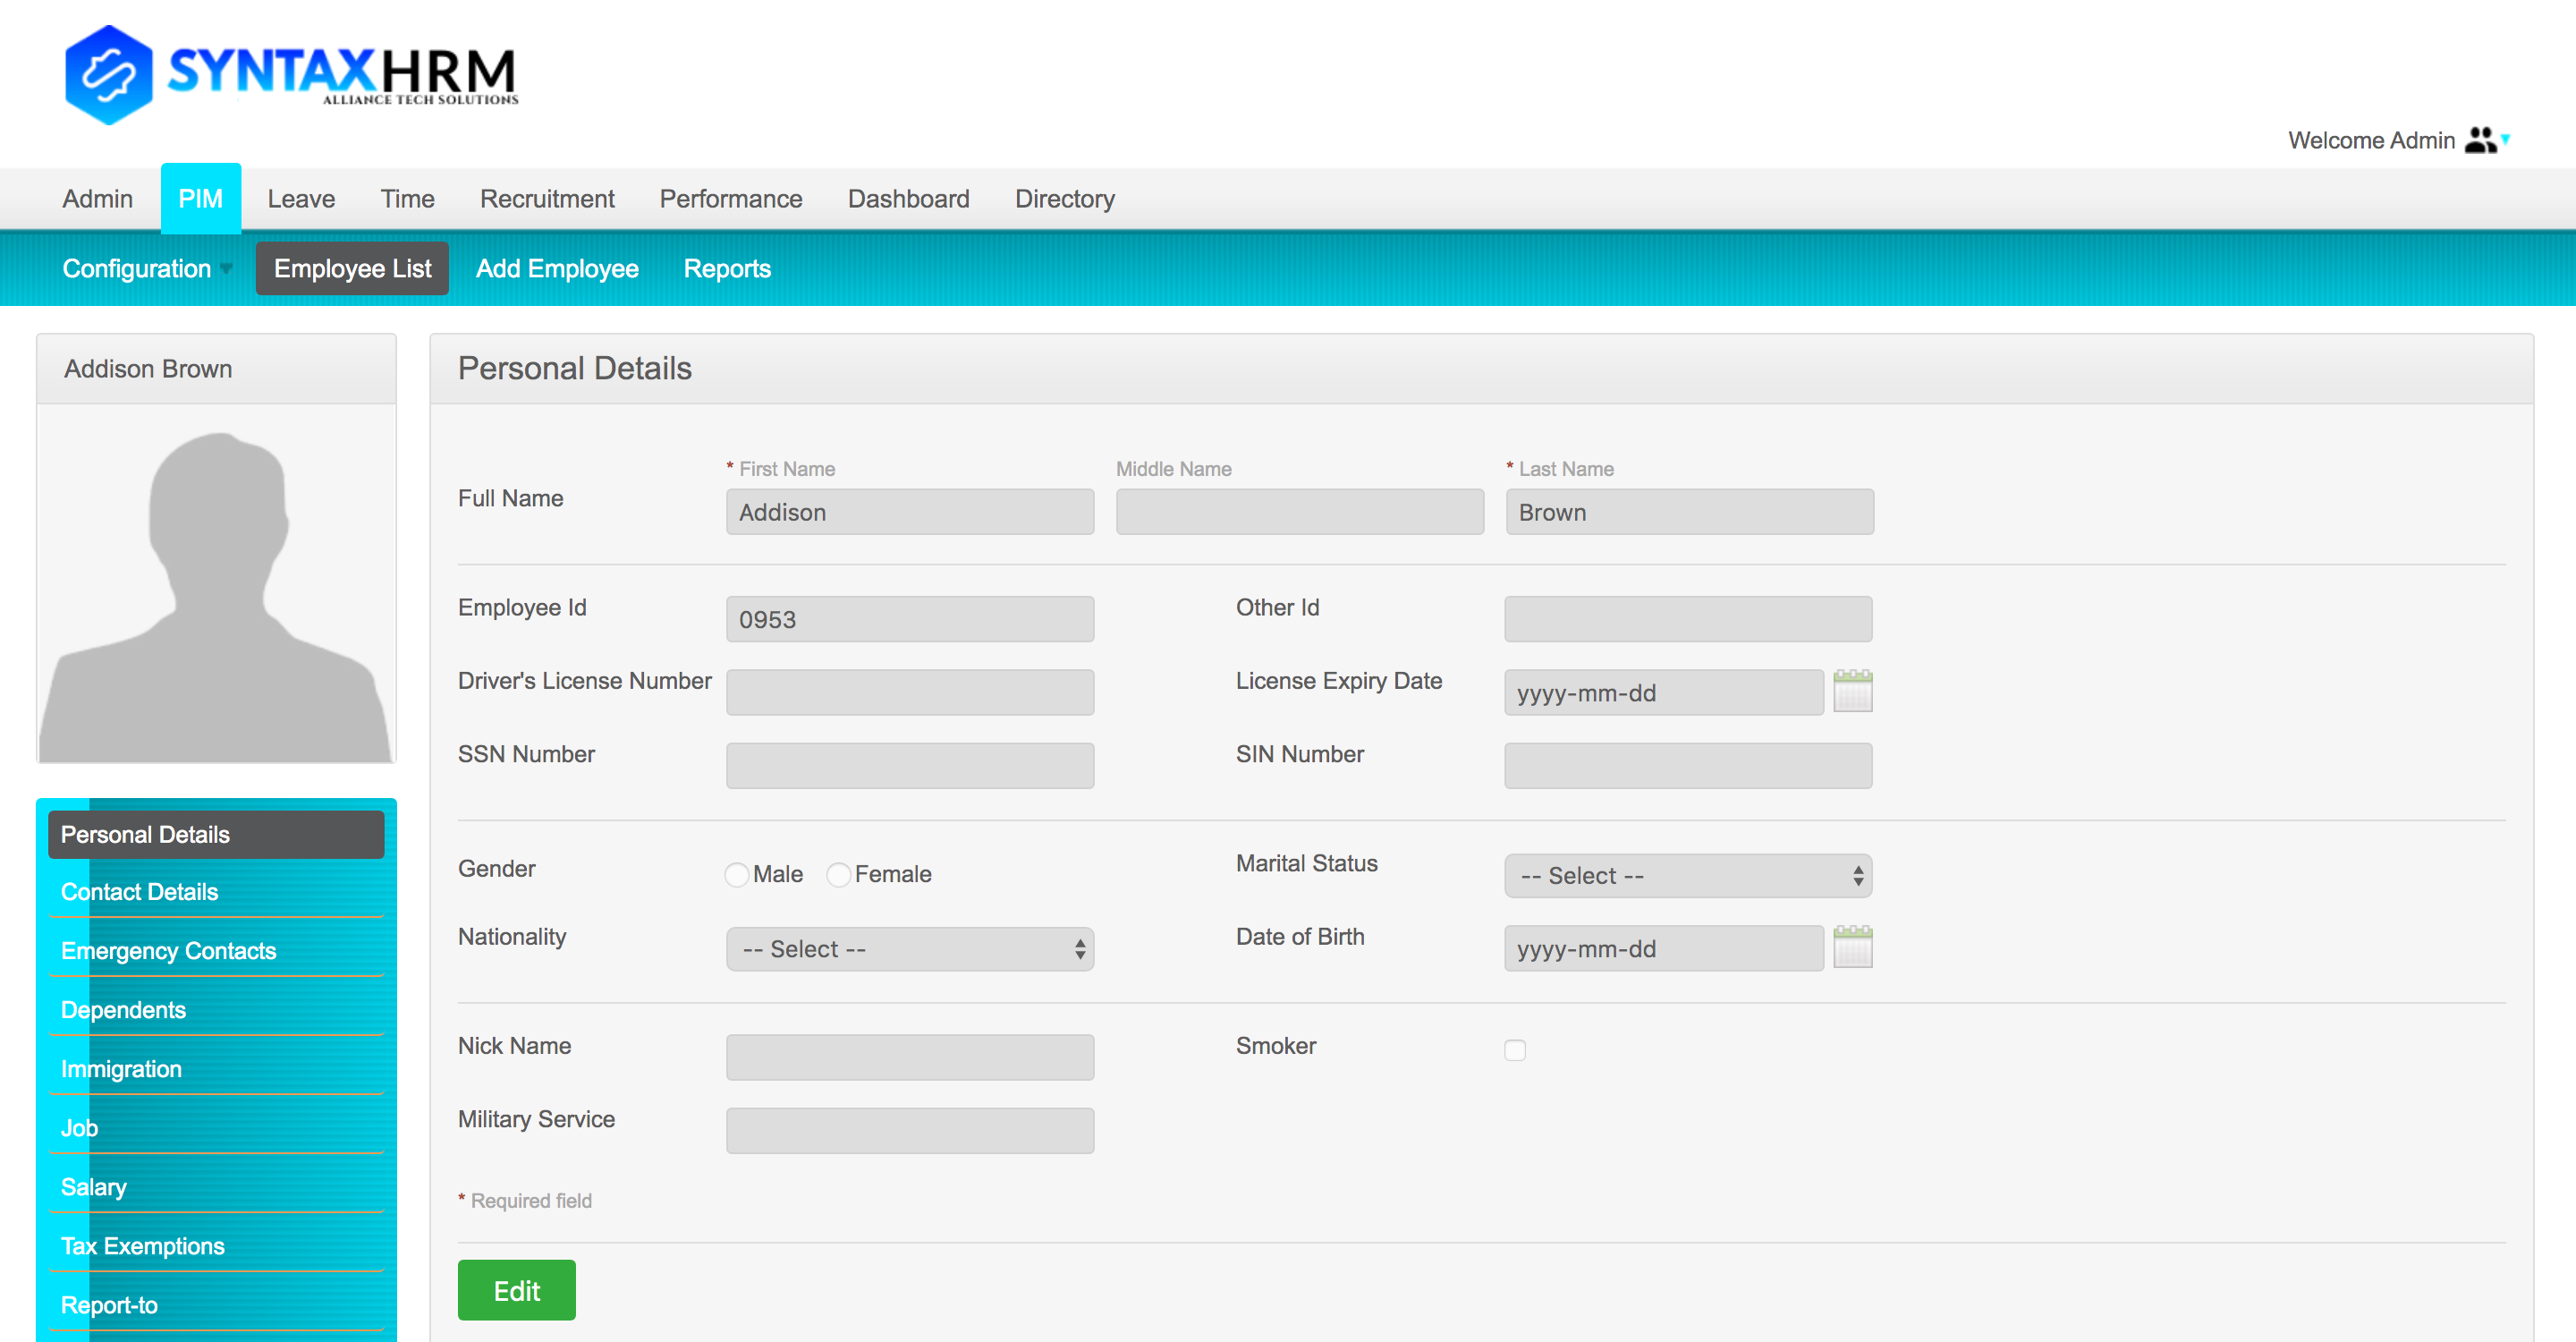 SYNTAXHRM
ALLIANCE TECH SOLUTIONS
Welcome Admin
Admin PIM Leave Time Recruitment Performance Dashboard Directory
Configuration Employee List Add Employee Reports
Addison Brown
Personal Details
* First Name Middle Name * Last Name
Full Name Addison Brown
Employee Id 0953 Other Id
Driver's License Number License Expiry Date yyyy-mm-dd
SSN Number SIN Number
Gender Male Female Marital Status -- Select --
Nationality -- Select -- Date of Birth yyyy-mm-dd
Nick Name Smoker
Military Service
* Required field
Edit
Personal Details
Contact Details
Emergency Contacts
Dependents
Immigration
Job
Salary
Tax Exemptions
Report-to